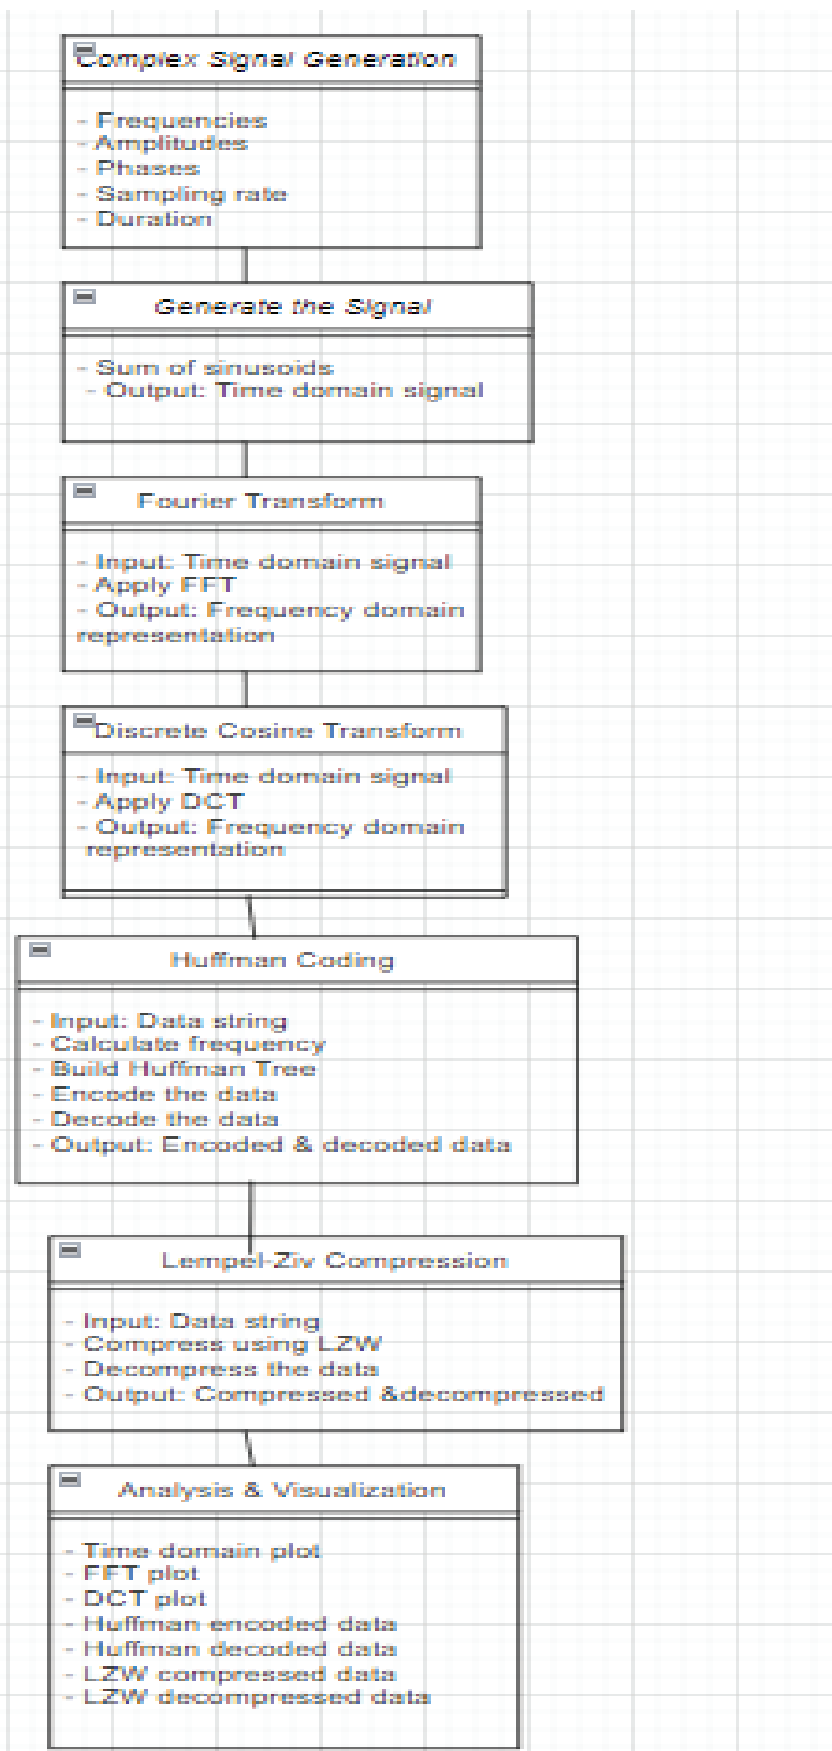 Complex Signal Generation
- Frequencies
- Amplitudes
- Phases
- Sampling rate
- Duration
Generate the Signal
- Sum of sinusoids
- Output: Time domain signal
Fourier Transform
- Input: Time domain signal
- Apply FFT
- Output: Frequency domain
representation
Discrete Cosine Transform
- Input: Time domain signal
- Apply DCT
- Output: Frequency domain
representation
Huffman Coding
- Input: Data string
- Calculate frequency
- Build Huffman Tree
- Encode the data
- Decode the data
- Output: Encoded & decoded data
Lempel-Ziv Compression
- Input: Data string
- Compress using LZW
- Decompress the data
- Output: Compressed &decompressed
Analysis & Visualization
- Time domain plot
- FFT plot
- DCT plot
- Huffman encoded data
- Huffman decoded data
- LZW compressed data
- LZW decompressed data